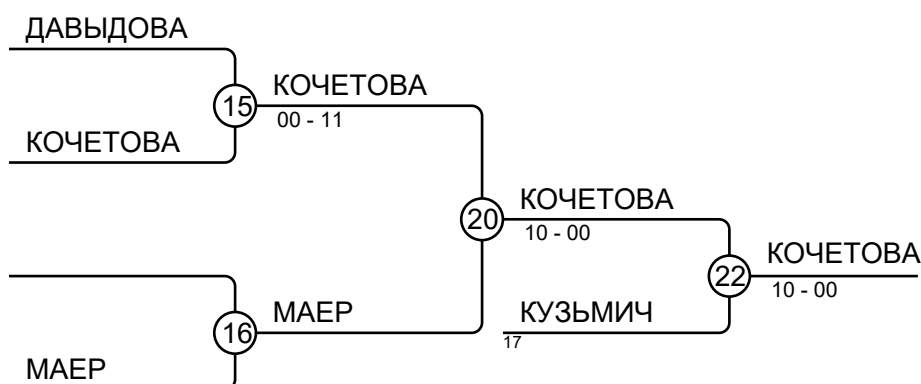 ДАВЫДОВА
КОЧЕТОВА
15
00 - 11
КОЧЕТОВА
КОЧЕТОВА
20
10 - 00
КОЧЕТОВА
22
10 - 00
МАЕР
16
КУЗЬМИЧ
17
МАЕР